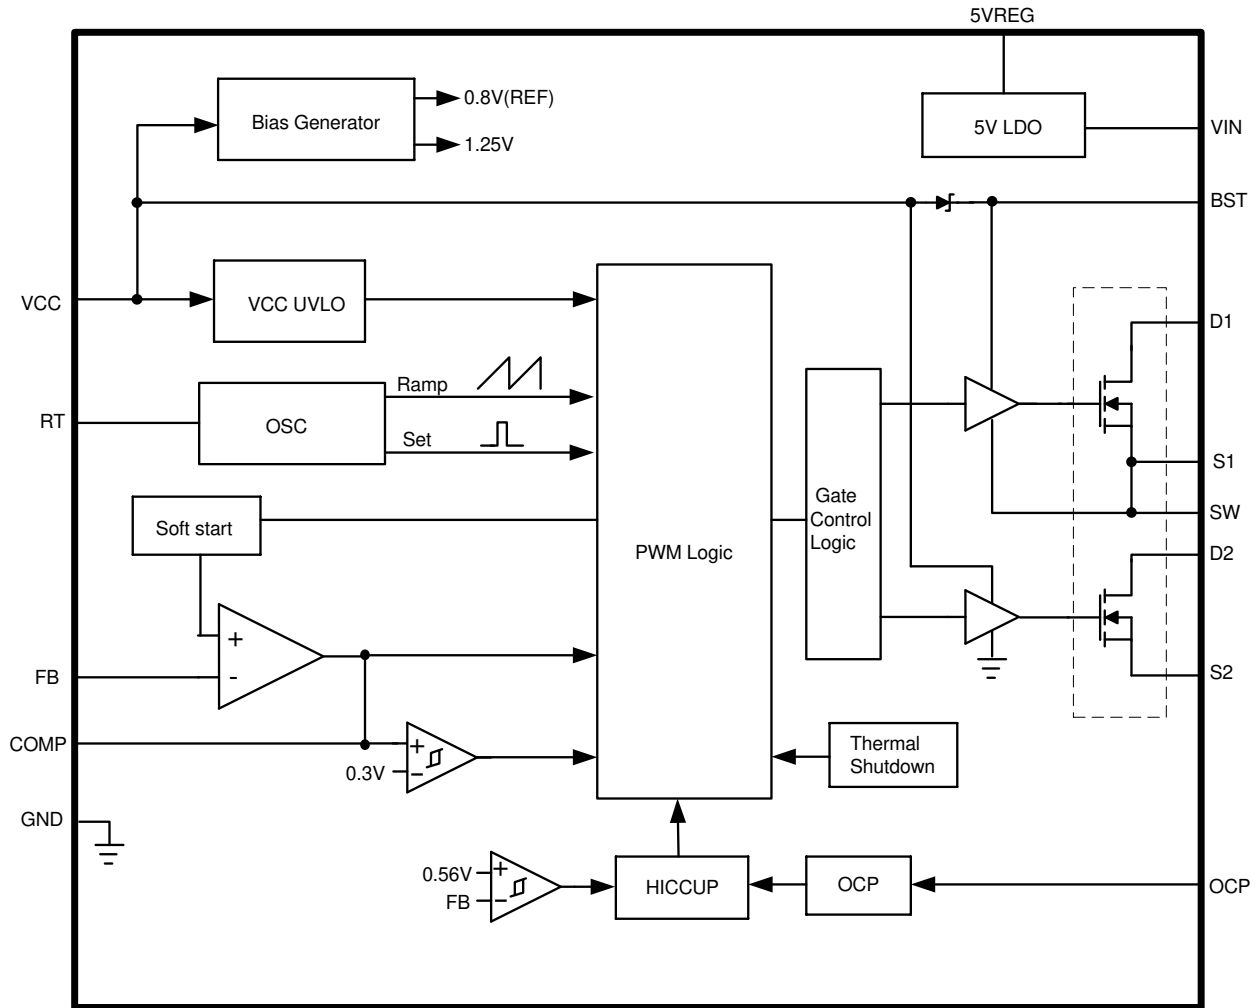 5VREG
Bias Generator
0.8V(REF)
1.25V
5V LDO
VIN
BST
VCC
VCC UVLO
D1
RT
OSC
Ramp
Set
S1
SW
Soft start
Gate
Control
Logic
PWM Logic
D2
+
-
FB
S2
COMP
+
0.3V
−
Thermal
Shutdown
GND
0.56V
+
FB
−
HICCUP
OCP
OCP